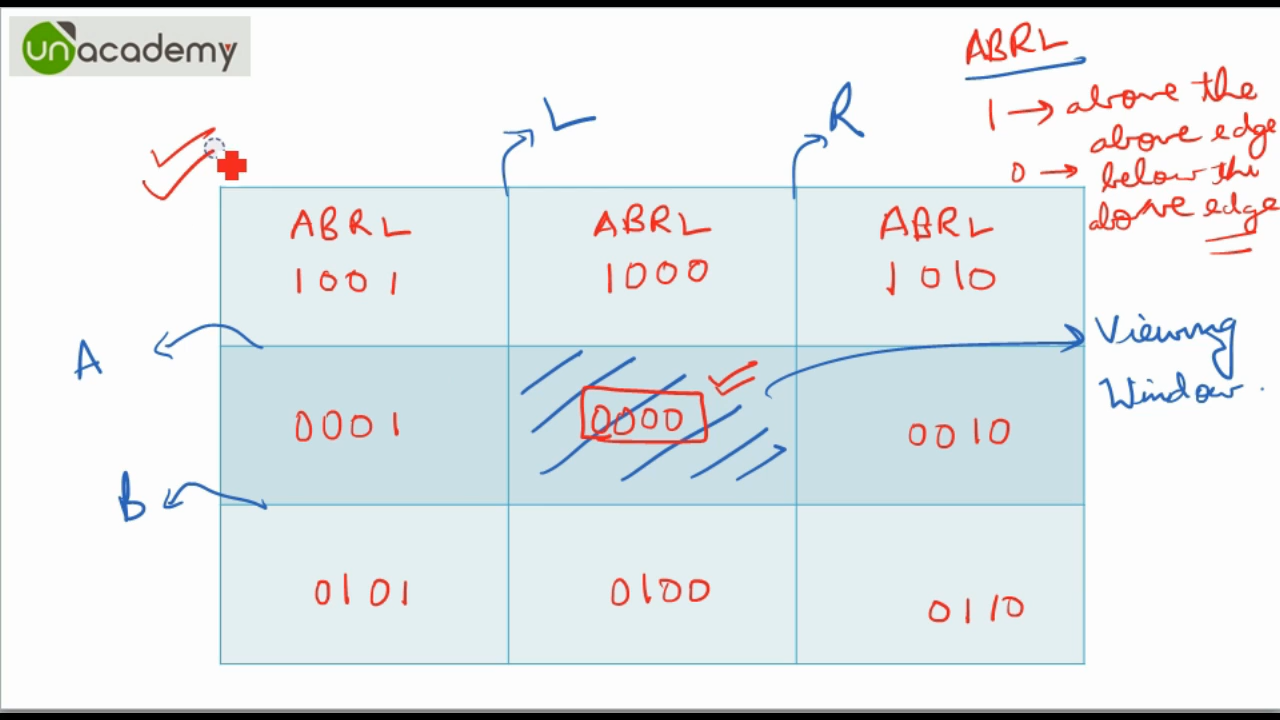 unacademy
ABRL
1 → above the
above edge
0 → below the
above edge
L
R
ABRL
1001
ABRL
1000
ABRL
1010
A
Viewing
Window.
0001
0000
0010
B
0101
0100
0110